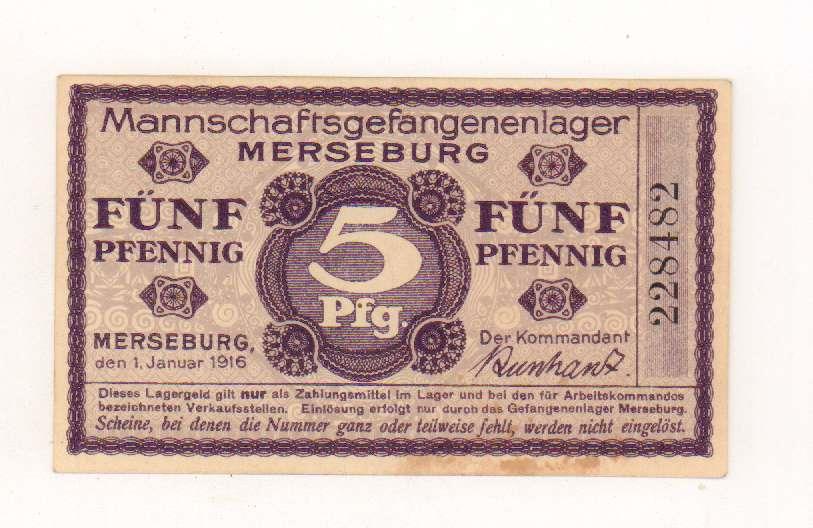 Mannschaftsgefangenenlager
MERSEBURG
FÜNF
PFENNIG
5
Pfg.
FÜNF
PFENNIG
228482
MERSEBURG,
den 1. Januar 1916
Der Kommandant
Dieses Lagergeld gilt nur als Zahlungsmittel im Lager und bei den für Arbeitskommandos
bezeichneten Verkaufsstellen. Einlösung erfolgt nur durch das Gefangenenlager Merseburg.
Scheine, bei denen die Nummer ganz oder teilweise fehlt, werden nicht eingelöst.